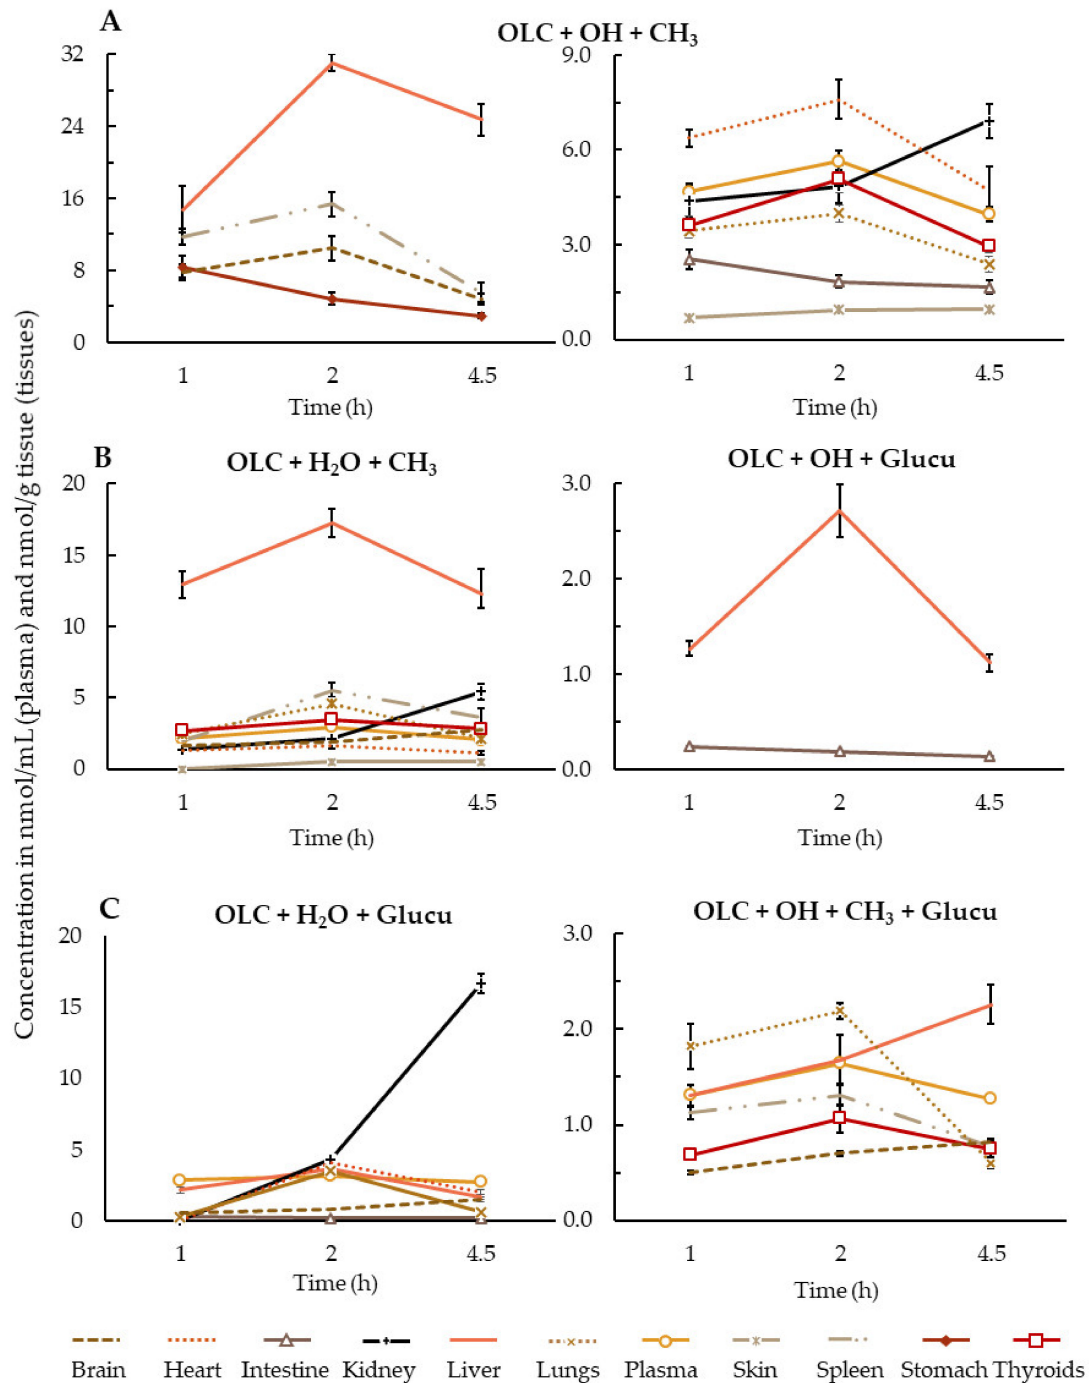 A
OLC + OH + CH₃
32
24
16
8
0
1
2
4.5
Time (h)
9.0
6.0
3.0
0.0
1
2
4.5
Time (h)
Concentration in nmol/mL (plasma) and nmol/g tissue (tissues)
B
OLC + H₂O + CH₃
20
15
10
5
0
1
2
4.5
Time (h)
OLC + OH + Glucu
3.0
2.0
1.0
0.0
1
2
4.5
Time (h)
C
OLC + H₂O + Glucu
20
15
10
5
0
1
2
4.5
Time (h)
OLC + OH + CH₃ + Glucu
3.0
2.0
1.0
0.0
1
2
4.5
Time (h)
Brain Heart Intestine Kidney Liver Lungs Plasma Skin Spleen Stomach Thyroids